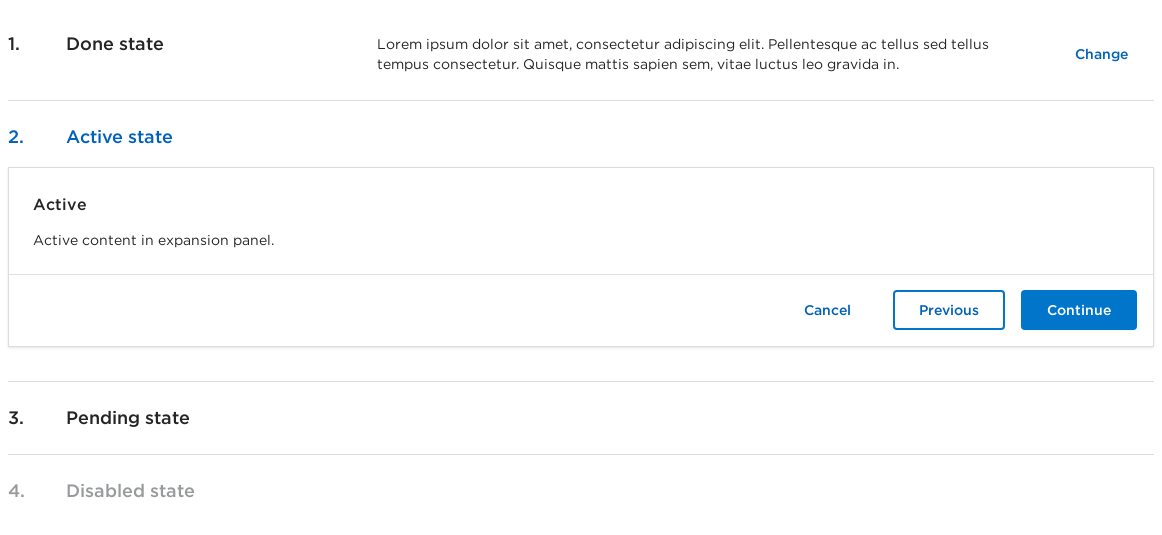 1. Done state Lorem ipsum dolor sit amet, consectetur adipiscing elit. Pellentesque ac tellus sed tellus
tempus consectetur. Quisque mattis sapien sem, vitae luctus leo gravida in.
Change
2. Active state
Active
Active content in expansion panel.
Cancel Previous Continue
3. Pending state
4. Disabled state